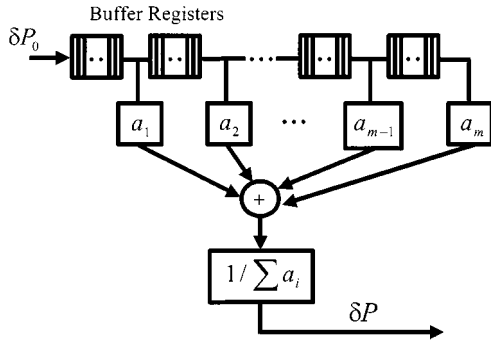 Buffer Registers
δP₀
a₁ a₂ ... aₘ₋₁ aₘ
+
1/∑aᵢ
δP